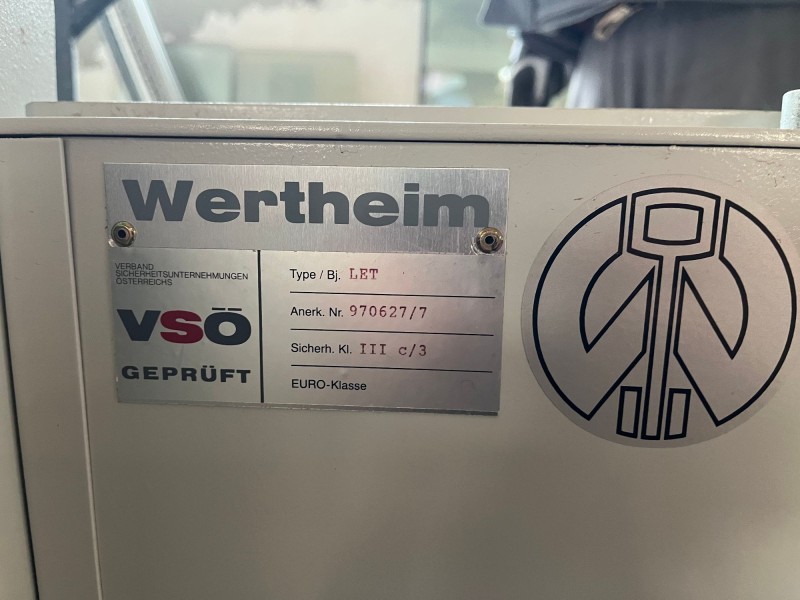 Wertheim
VERBAND
SICHERHEITSUNTERNEHMUNGEN
ÖSTERREICHS
VSÖ
GEPRÜFT
Type / Bj. LET
Anerk. Nr. 970627/7
Sicherh. Kl. III c/3
EURO-Klasse